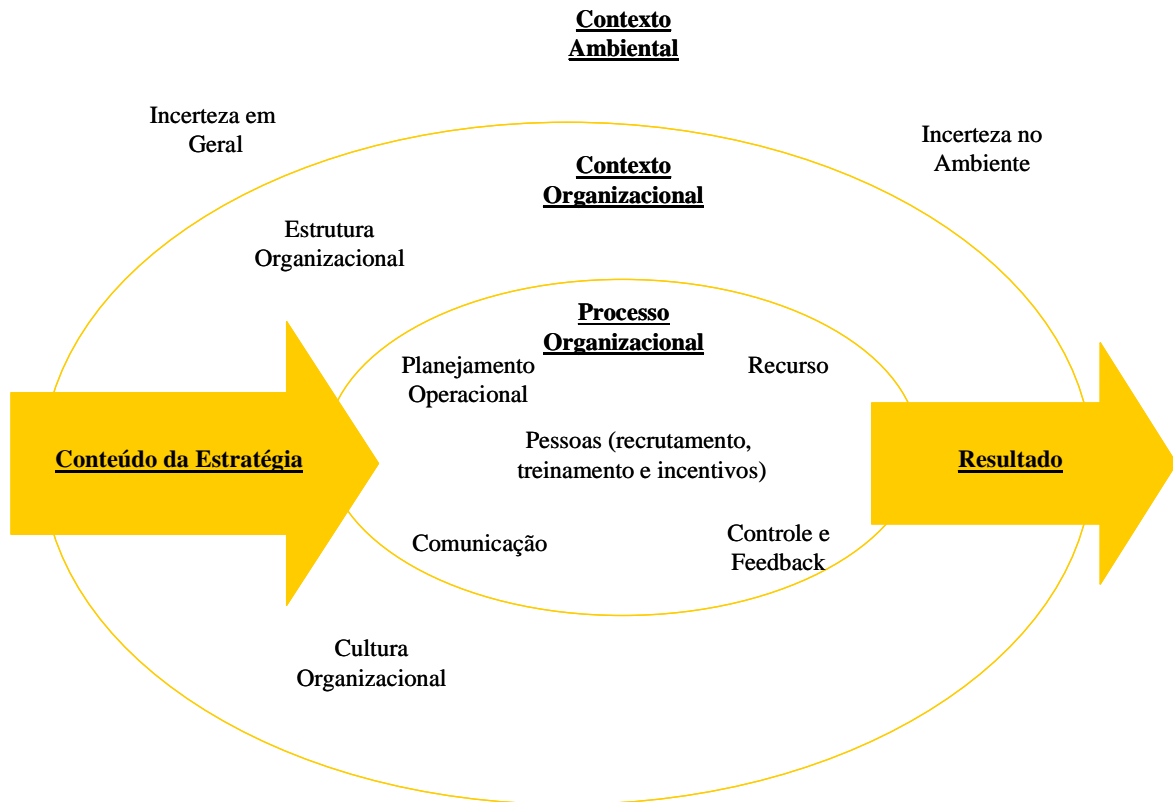 Contexto
Ambiental
Incerteza em
Geral
Incerteza no
Ambiente
Contexto
Organizacional
Estrutura
Organizacional
Processo
Organizacional
Planejamento
Operacional
Recurso
Pessoas (recrutamento,
treinamento e incentivos)
Conteúdo da Estratégia
Resultado
Comunicação
Controle e
Feedback
Cultura
Organizacional